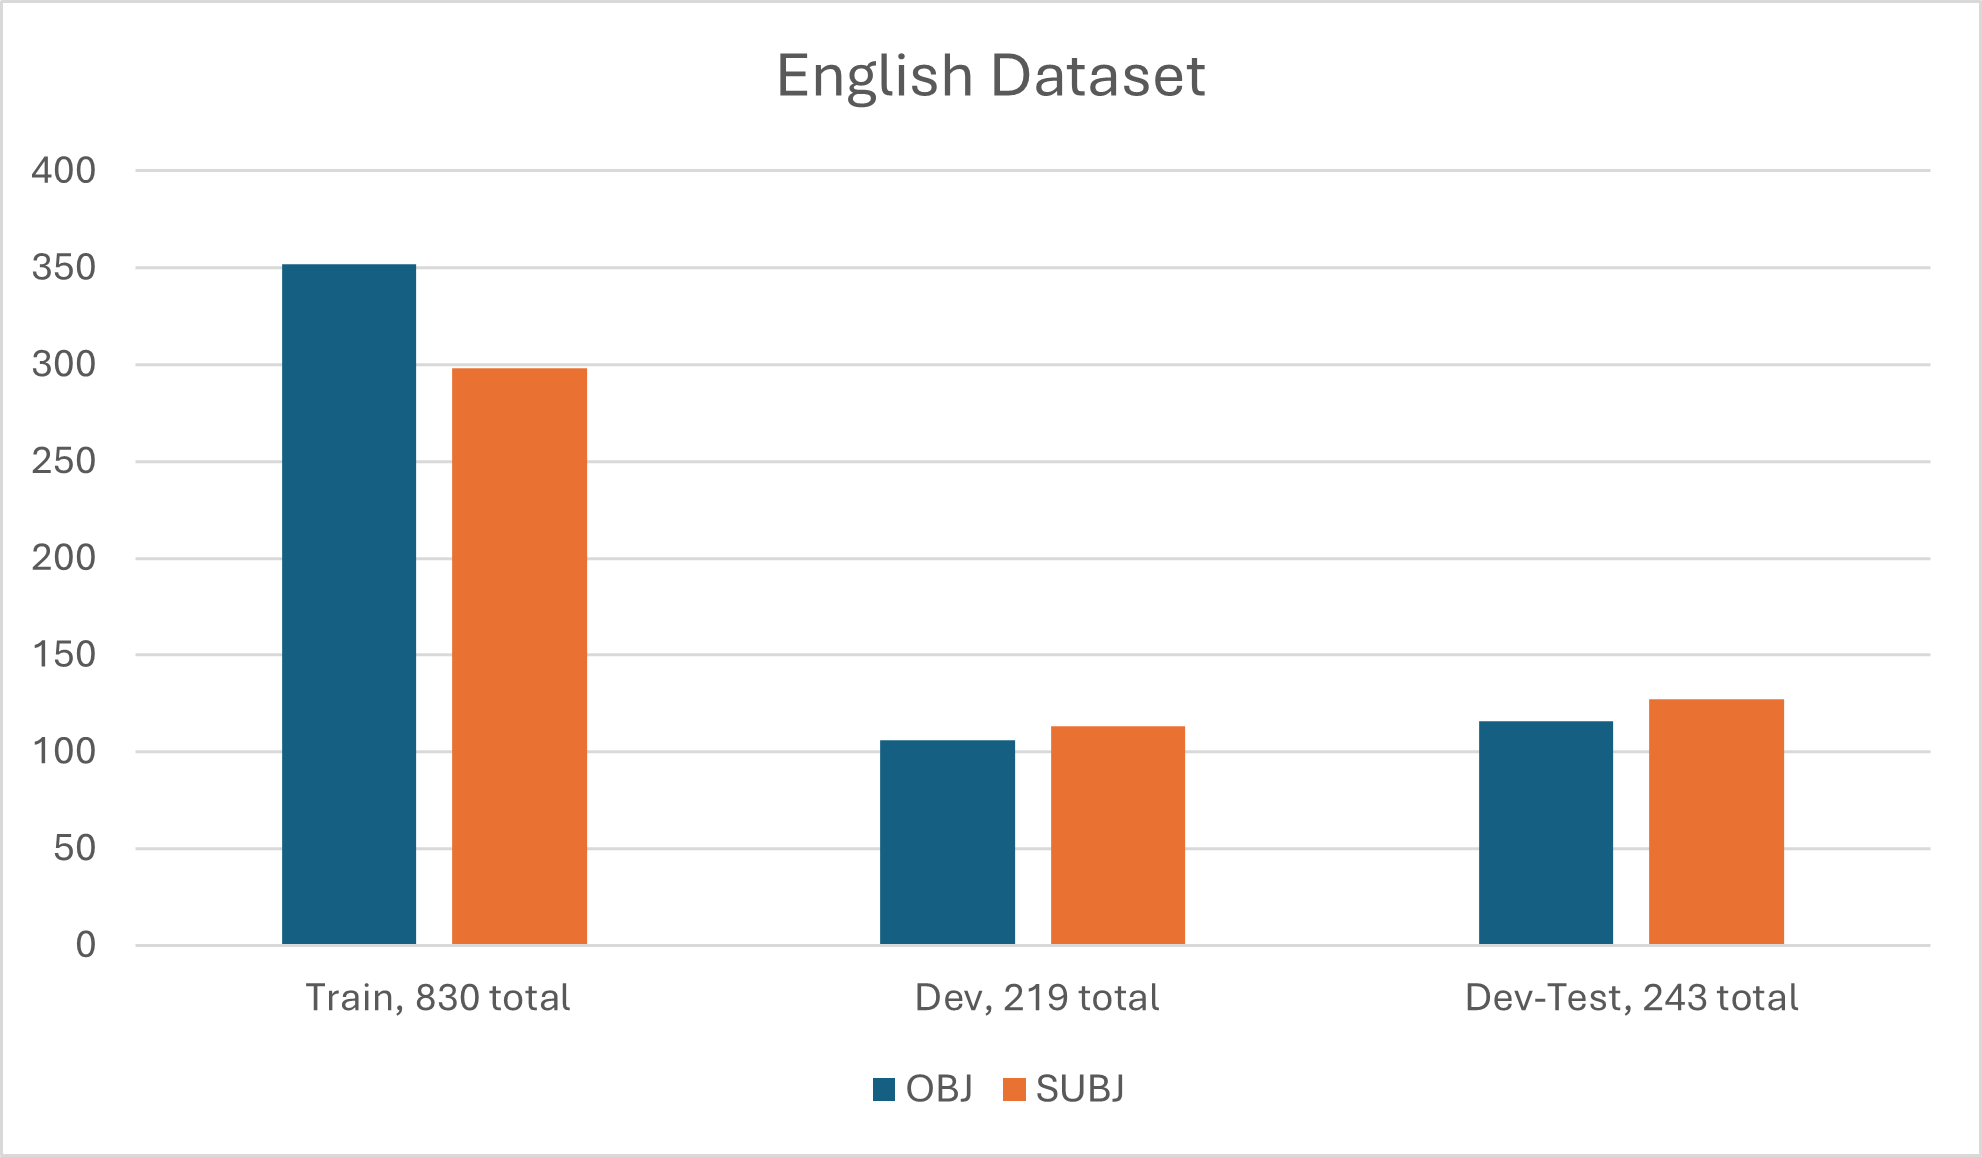 English Dataset
400
350
300
250
200
150
100
50
0
Train, 830 total
Dev, 219 total
Dev-Test, 243 total
OBJ
SUBJ